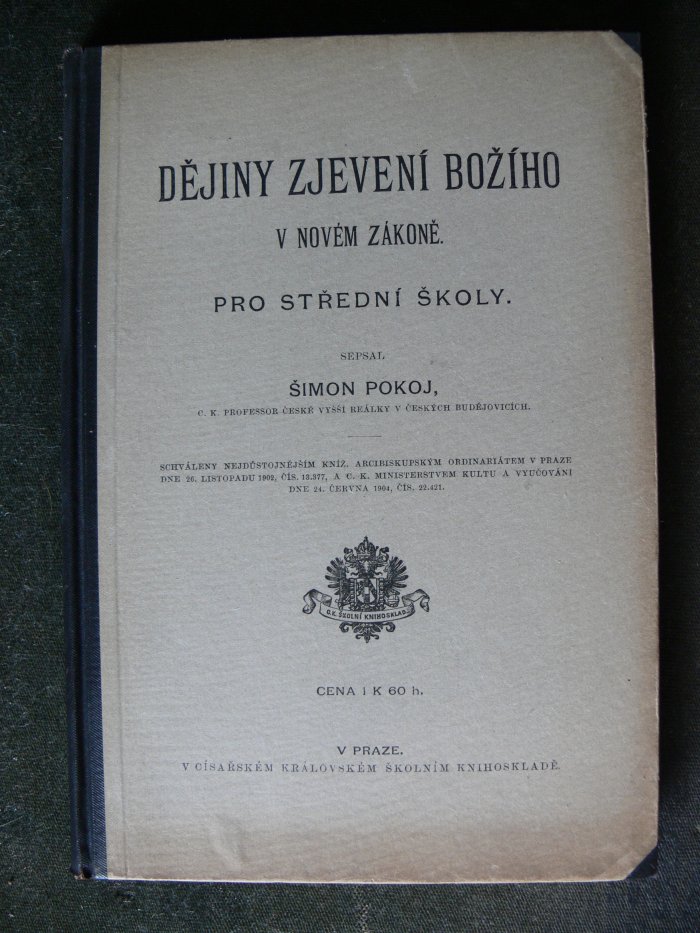 DĚJINY ZJEVENÍ BOŽÍHO
V NOVÉM ZÁKONĚ.
PRO STŘEDNÍ ŠKOLY.
SEPSAL
ŠIMON POKOJ,
C. K. PROFESSOR ČESKÉ VYŠŠÍ REÁLKY V ČESKÝCH BUDĚJOVICÍCH.
SCHVÁLENY NEJDŮSTOJNĚJŠÍM KNÍŽ. ARCIBISKUPSKÝM ORDINARIÁTEM V PRAZE
DNE 26. LISTOPADU 1902, ČÍS. 13.377, A C. K. MINISTERSTVEM KULTU A VYUČOVÁNÍ
DNE 24. ČERVNA 1904, ČÍS. 22.421.
C. K. ŠKOLNÍ KNIHOSKLAD.
CENA 1 K 60 h.
V PRAZE.
V CÍSAŘSKÉM KRÁLOVSKÉM ŠKOLNÍM KNIHOSKLADĚ.